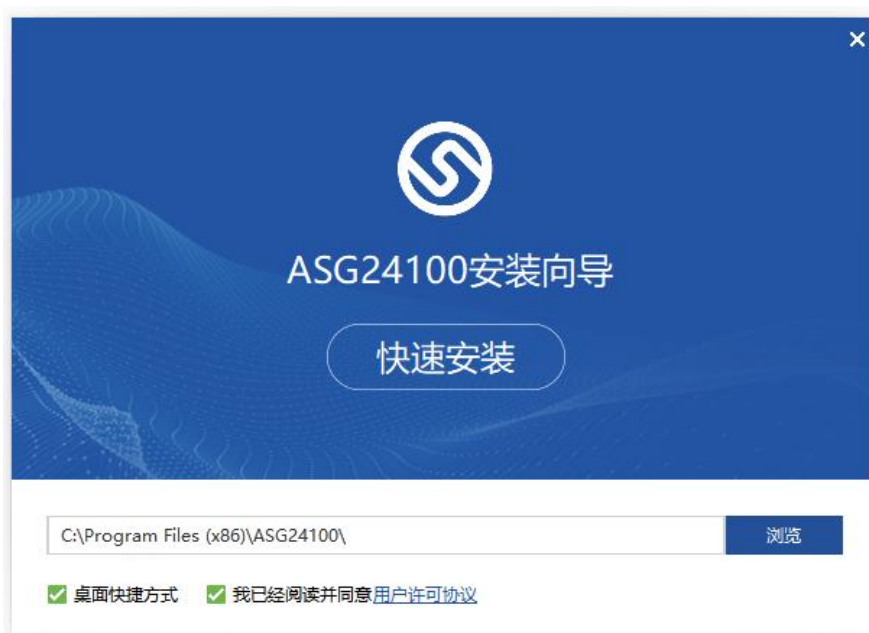 ASG24100安装向导
快速安装
C:\Program Files (x86)\ASG24100\
浏览
桌面快捷方式
我已经阅读并同意用户许可协议